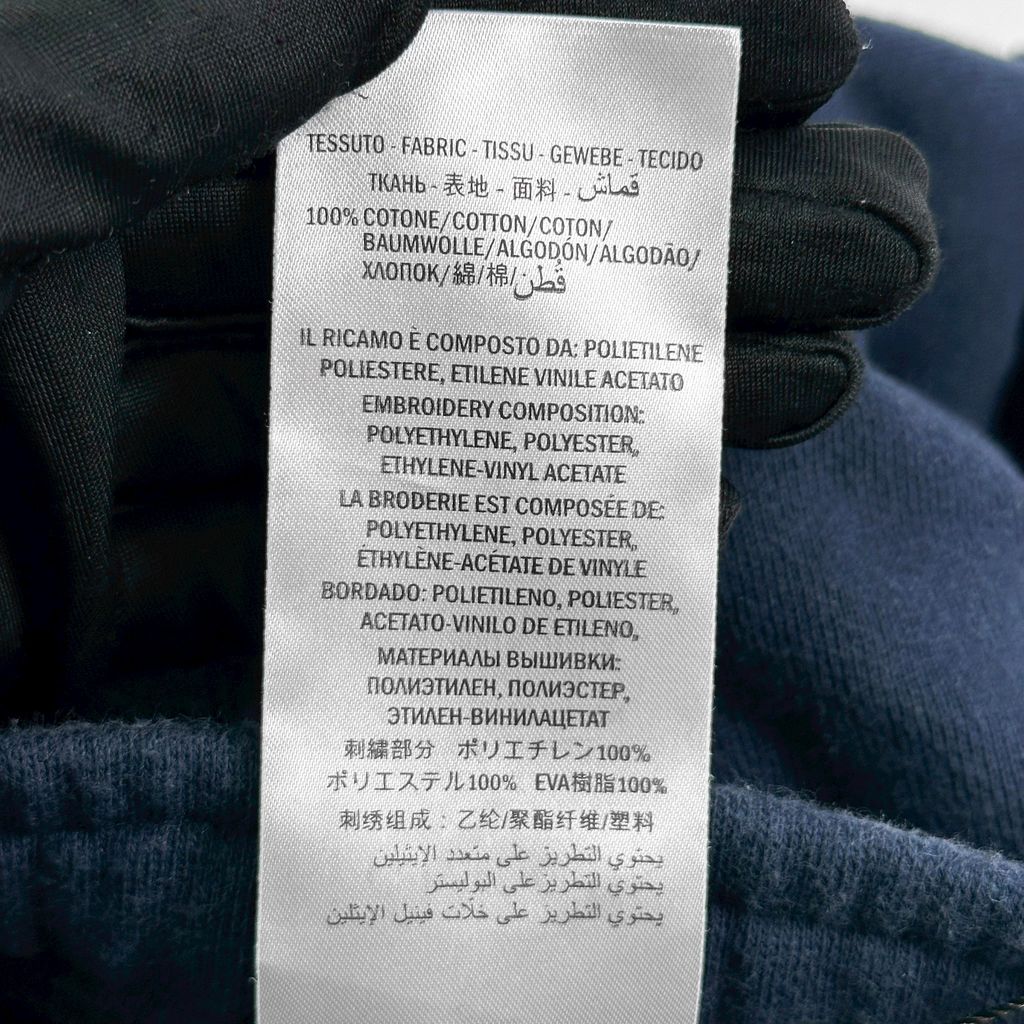 TESSUTO - FABRIC - TISSU - GEWEBE - TECIDO
ТКАНЬ - 表地 - 面料 - قماش
100% COTONE/COTTON/COTON/
BAUMWOLLE/ALGODÓN/ALGODÃO/
ХЛОПОК/綿/棉/قُطن
IL RICAMO È COMPOSTO DA: POLIETILENE
POLIESTERE, ETILENE VINILE ACETATO
EMBROIDERY COMPOSITION:
POLYETHYLENE, POLYESTER,
ETHYLENE-VINYL ACETATE
LA BRODERIE EST COMPOSÉE DE:
POLYETHYLENE, POLYESTER,
ÉTHYLÈNE-ACÉTATE DE VINYLE
BORDADO: POLIETILENO, POLIESTER,
ACETATO-VINILO DE ETILENO,
МАТЕРИАЛЫ ВЫШИВКИ:
ПОЛИЭТИЛЕН, ПОЛИЭСТЕР,
ЭТИЛЕН-ВИНИЛАЦЕТАТ
刺繍部分 ポリエチレン100%
ポリエステル100% EVA樹脂100%
刺绣组成：乙纶/聚酯纤维/塑料
يحتوي التطريز على متعدد الايثيلين
يحتوي التطريز على البوليستر
يحتوي التطريز على خلّات فينيل الإيثلين